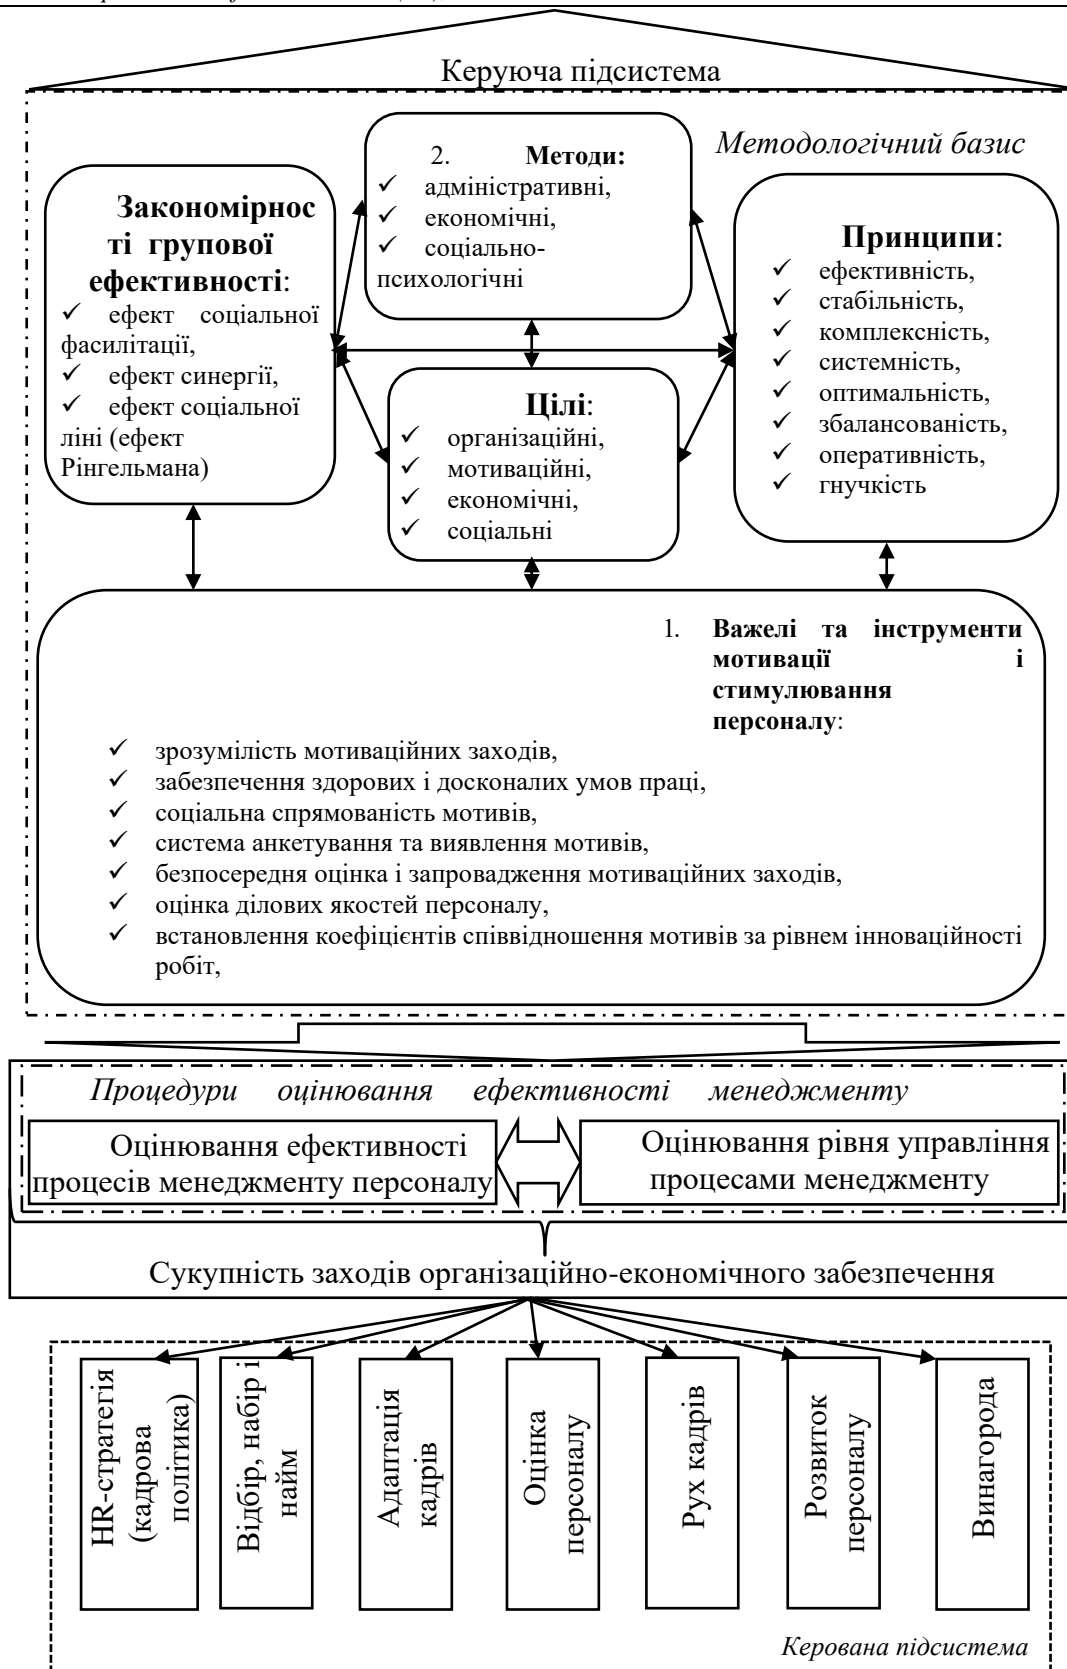 Керуюча підсистема
Методологічний базис
2. Методи:
✓ адміністративні,
✓ економічні,
✓ соціально-
психологічні
Закономірнос
ті групової
ефективності:
✓ ефект соціальної
фасилітації,
✓ ефект синергії,
✓ ефект соціальної
ліні (ефект
Рінгельмана)
Принципи:
✓ ефективність,
✓ стабільність,
✓ комплексність,
✓ системність,
✓ оптимальність,
✓ збалансованість,
✓ оперативність,
✓ гнучкість
Цілі:
✓ організаційні,
✓ мотиваційні,
✓ економічні,
✓ соціальні
1. Важелі та інструменти
мотивації і
стимулювання
персоналу:
✓ зрозумілість мотиваційних заходів,
✓ забезпечення здорових і досконалих умов праці,
✓ соціальна спрямованість мотивів,
✓ система анкетування та виявлення мотивів,
✓ безпосередня оцінка і запровадження мотиваційних заходів,
✓ оцінка ділових якостей персоналу,
✓ встановлення коефіцієнтів співвідношення мотивів за рівнем інноваційності
робіт,
Процедури оцінювання ефективності менеджменту
Оцінювання ефективності
процесів менеджменту персоналу
Оцінювання рівня управління
процесами менеджменту
Сукупність заходів організаційно-економічного забезпечення
HR-стратегія
(кадрова
політика)
Відбір, набір і
найм
Адаптація
кадрів
Оцінка
персоналу
Рух кадрів
Розвиток
персоналу
Винагорода
Керована підсистема